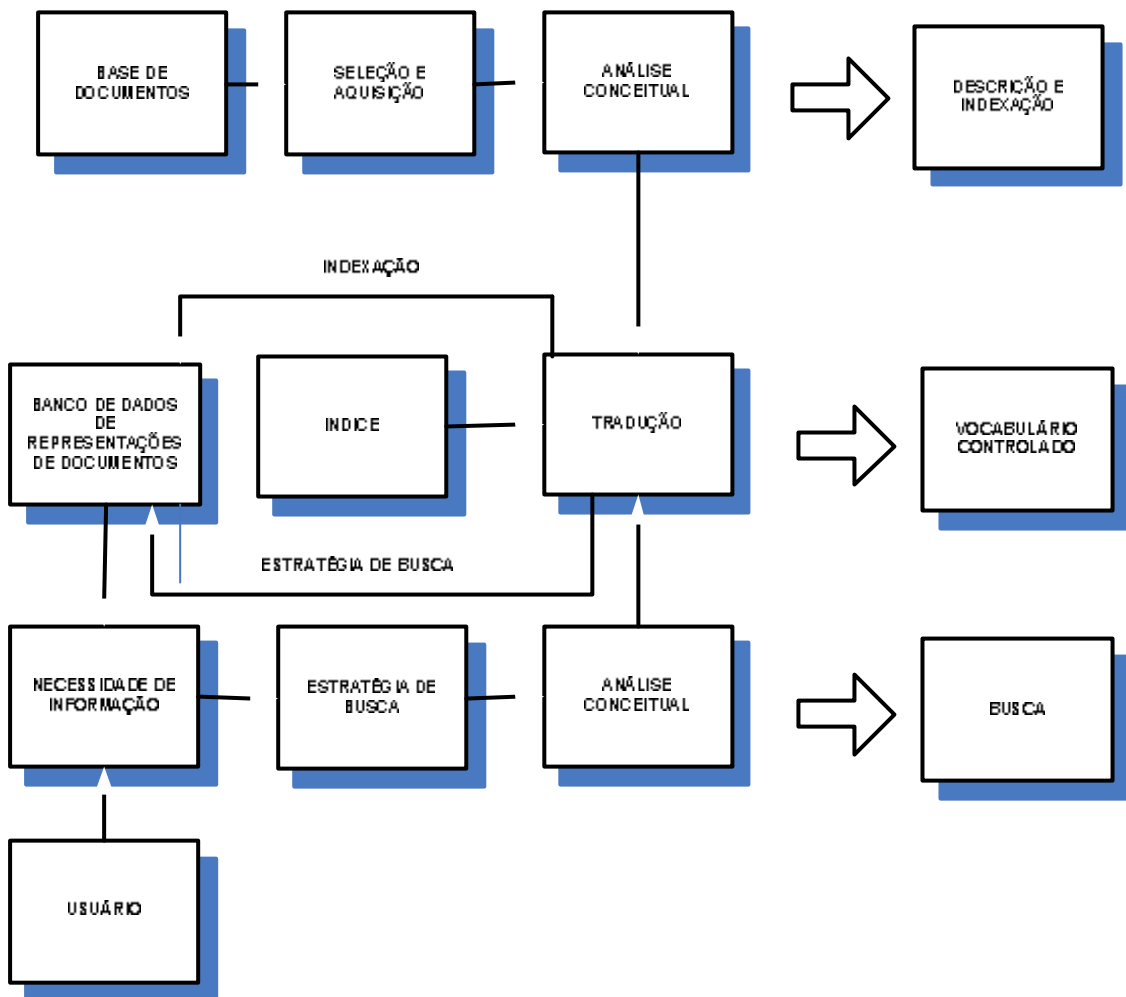 BASE DE
DOCUMENTOS
SELEÇÃO E
AQUISIÇÃO
ANÁLISE
CONCEITUAL
DESCRIÇÃO E
INDEXAÇÃO
INDEXAÇÃO
BANCO DE DADOS
DE
REPRESENTAÇÕES
DE DOCUMENTOS
INDICE
TRADUÇÃO
VOCABULÁRIO
CONTROLADO
ESTRATÉGIA DE BUSCA
NECESSIDADE DE
INFORMAÇÃO
ESTRATÉGIA DE
BUSCA
ANÁLISE
CONCEITUAL
BUSCA
USUÁRIO